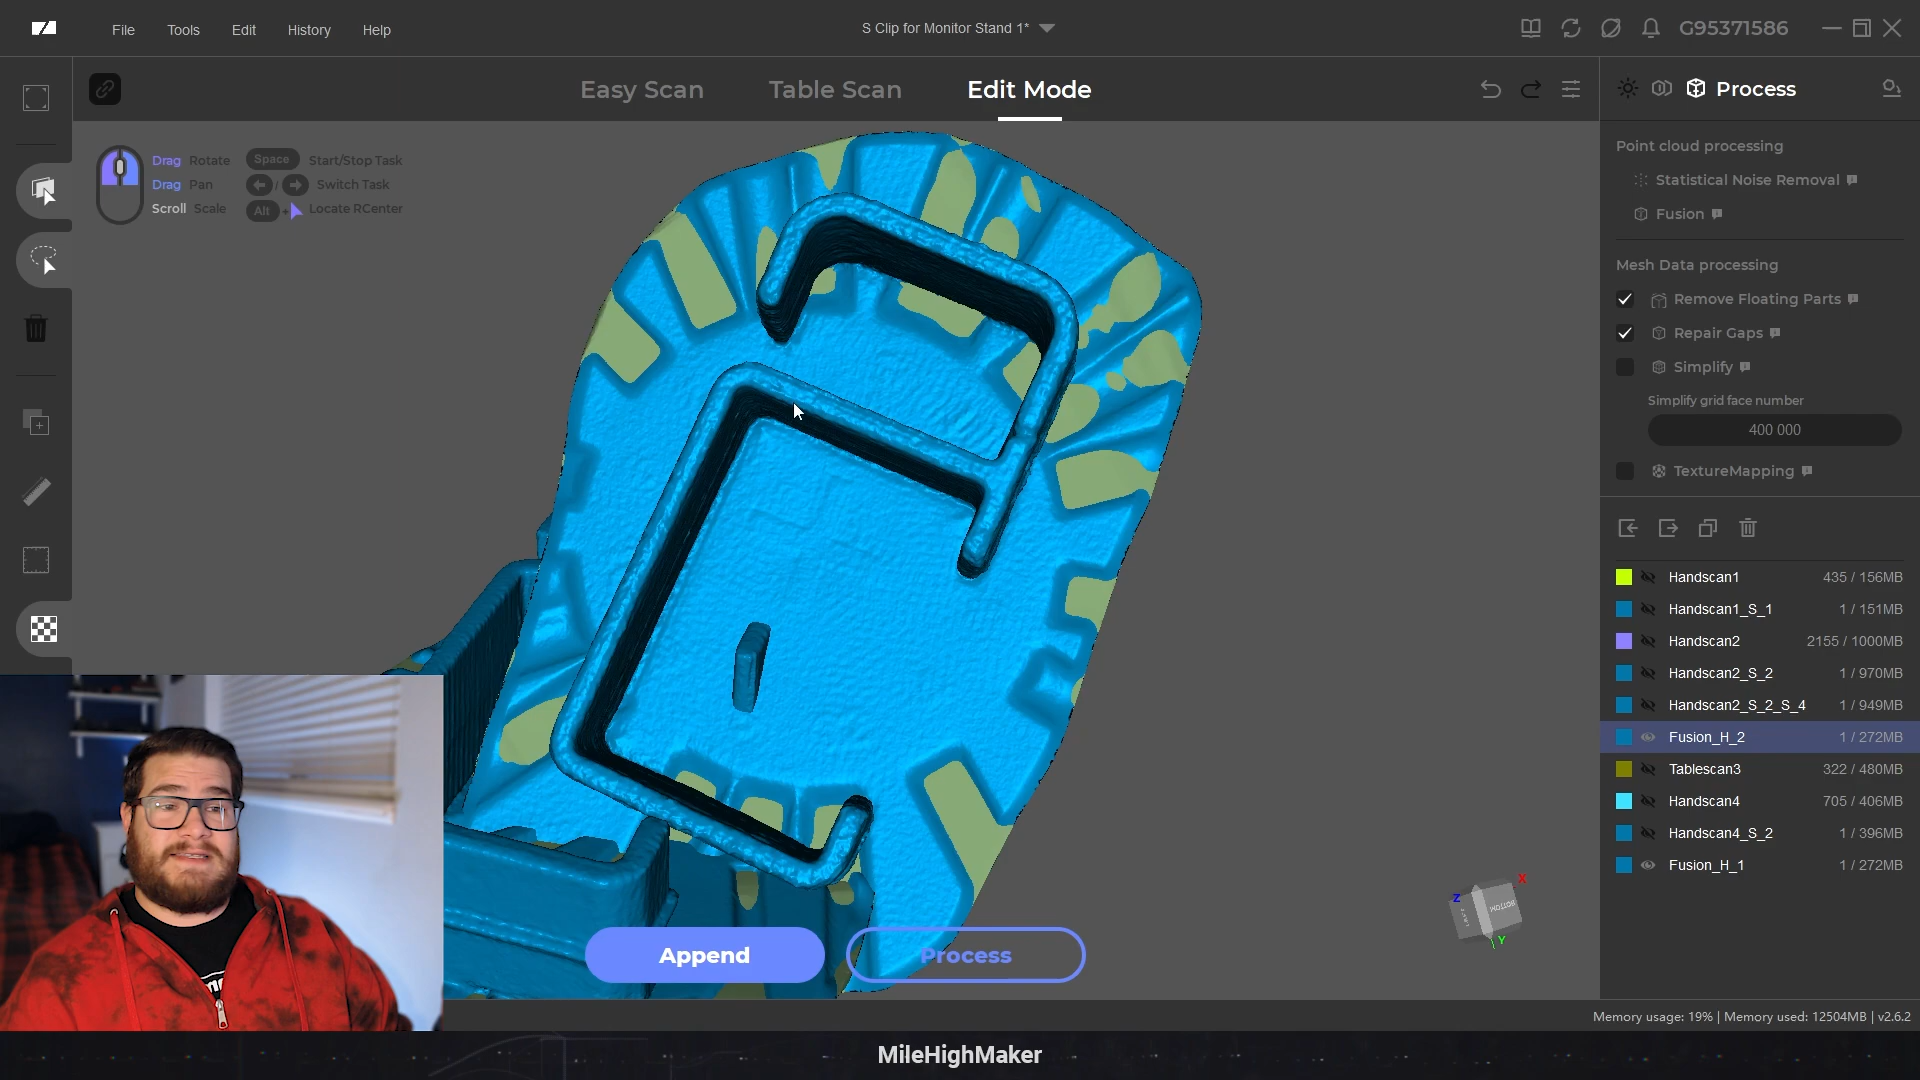 File Tools Edit History Help
S Clip for Monitor Stand 1*
G95371586
Easy Scan Table Scan Edit Mode
Process
Drag Rotate Space Start/Stop Task
Drag Pan / Switch Task
Scroll Scale Alt + Locate RCenter
Point cloud processing
Statistical Noise Removal
Fusion
Mesh Data processing
Remove Floating Parts
Repair Gaps
Simplify
Simplify grid face number
400 000
TextureMapping
Handscan1 435 / 156MB
Handscan1_S_1 1 / 151MB
Handscan2 2155 / 1000MB
Handscan2_S_2 1 / 970MB
Handscan2_S_2_S_4 1 / 949MB
Fusion_H_2 1 / 272MB
Tablescan3 322 / 480MB
Handscan4 705 / 406MB
Handscan4_S_2 1 / 396MB
Fusion_H_1 1 / 272MB
X
Z
BOTTOM
Y
Append Process
Memory usage: 19% | Memory used: 12504MB | v2.6.2
MileHighMaker